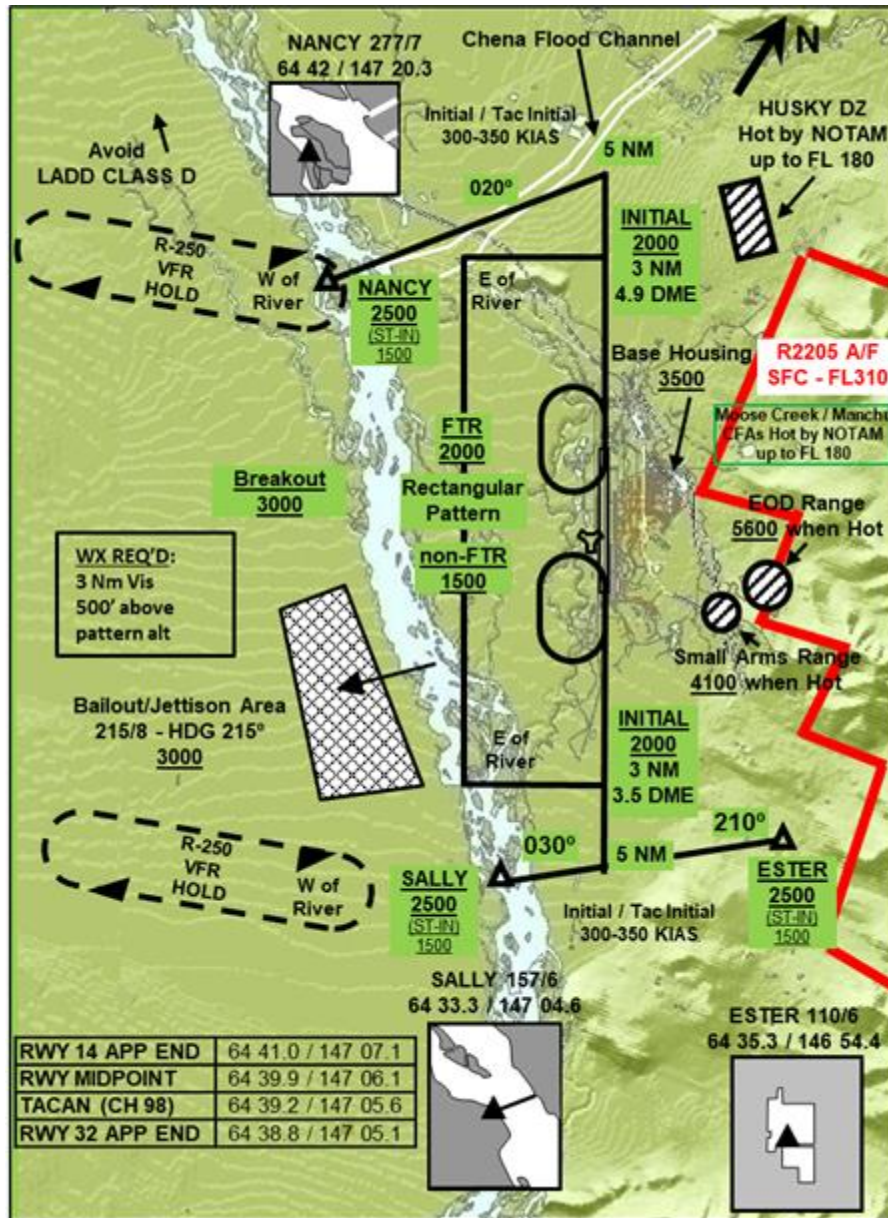 NANCY 277/7
64 42 / 147 20.3
Chena Flood Channel
N
Initial / Tac Initial
300-350 KIAS
5 NM
HUSKY DZ
Hot by NOTAM
up to FL 180
Avoid
LADD CLASS D
020°
R-250
VFR
HOLD
W of
River
NANCY
2500
(ST-IN)
1500
E of
River
INITIAL
2000
3 NM
4.9 DME
Base Housing
3500
R2205 A/F
SFC - FL310
Moose Creek / Manchu
CFAs Hot by NOTAM
up to FL 180
FTR
2000
Rectangular
Pattern
non-FTR
1500
Breakout
3000
EOD Range
5600 when Hot
WX REQ'D:
3 Nm Vis
500' above
pattern alt
Small Arms Range
4100 when Hot
Bailout/Jettison Area
215/8 - HDG 215°
3000
E of
River
INITIAL
2000
3 NM
3.5 DME
R-250
VFR
HOLD
W of
River
030°
5 NM
210°
SALLY
2500
(ST-IN)
1500
ESTER
2500
(ST-IN)
1500
Initial / Tac Initial
300-350 KIAS
SALLY 157/6
64 33.3 / 147 04.6
ESTER 110/6
64 35.3 / 146 54.4
RWY 14 APP END 64 41.0 / 147 07.1
RWY MIDPOINT 64 39.9 / 147 06.1
TACAN (CH 98) 64 39.2 / 147 05.6
RWY 32 APP END 64 38.8 / 147 05.1